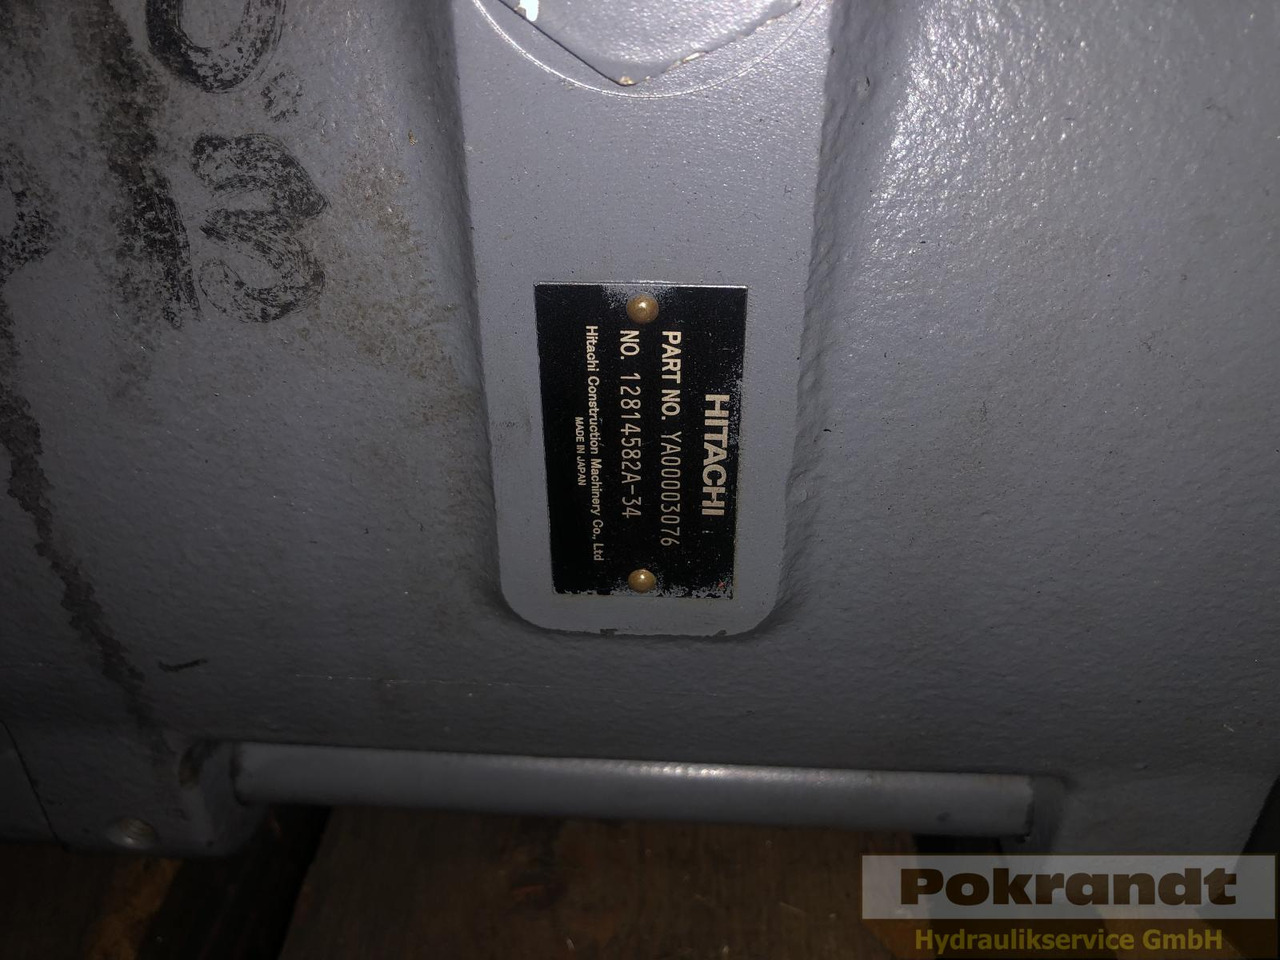 HITACHI
PART NO. YA00003076
NO. 12814582A-34
Hitachi Construction Machinery Co., Ltd
MADE IN JAPAN
Pokrandt
Hydraulikservice GmbH